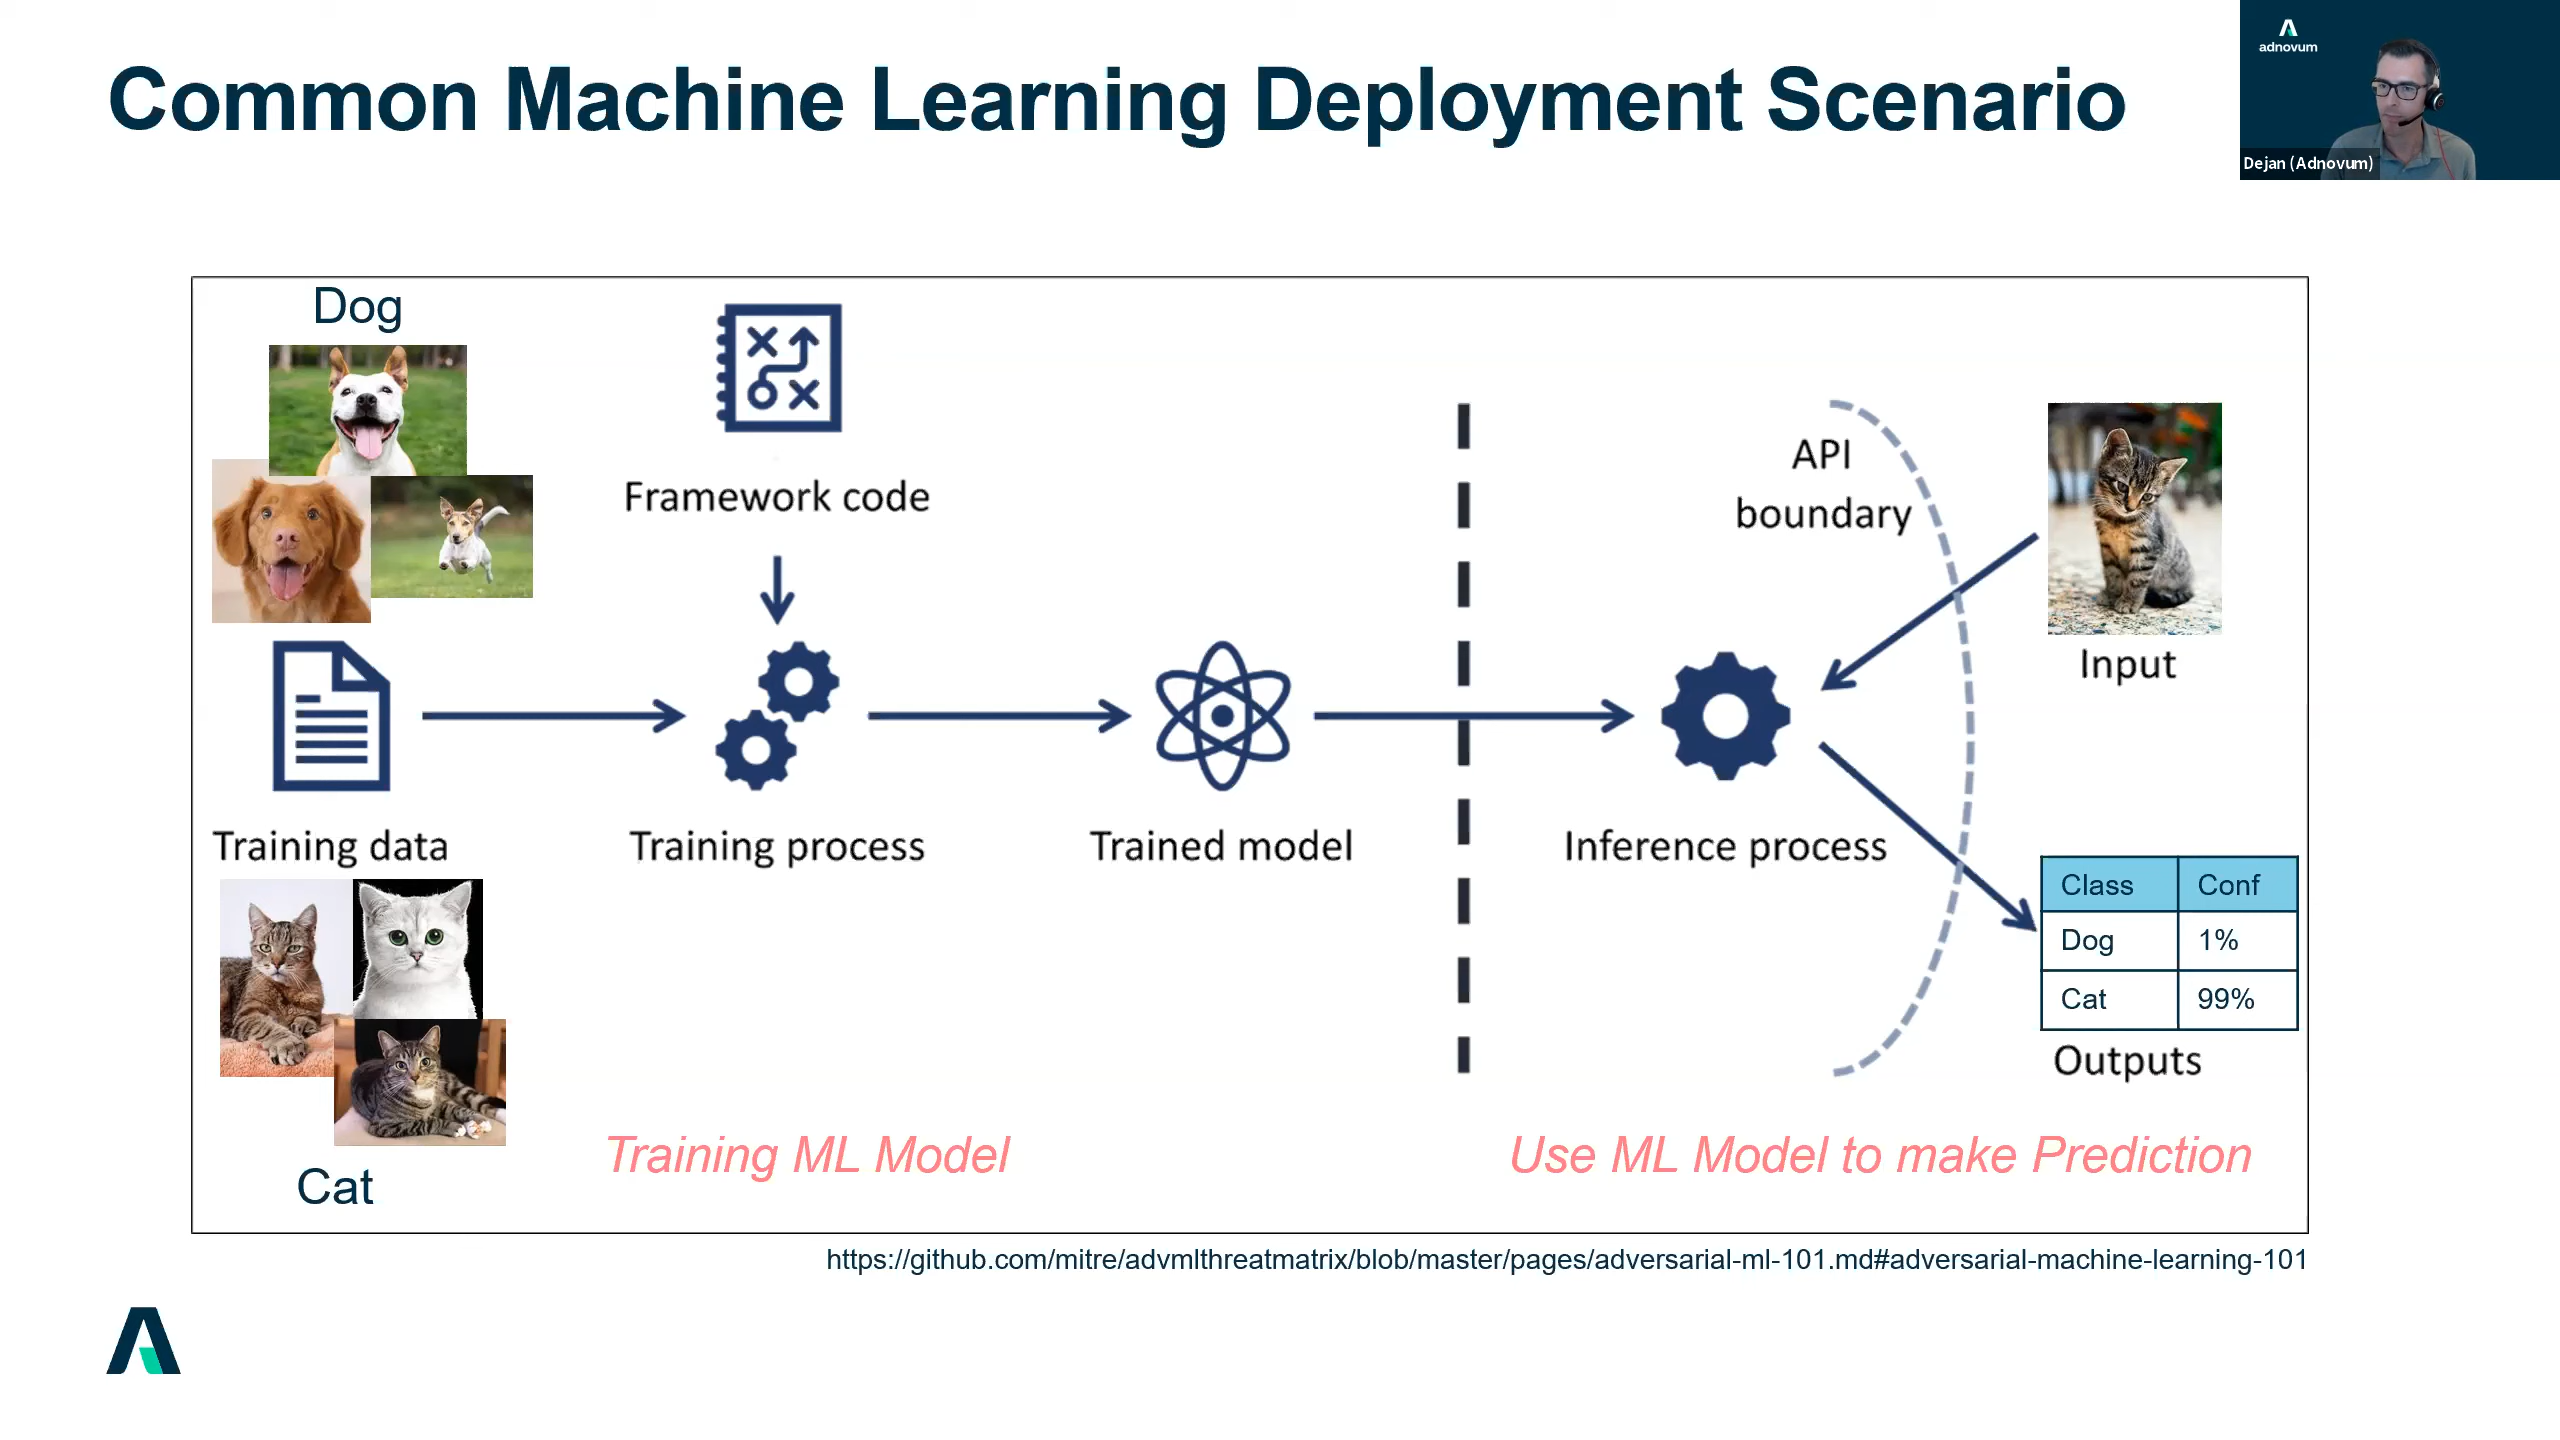 Common Machine Learning Deployment Scenario
adnovum
Dejan (Adnovum)
Dog
Framework code
API
boundary
Input
Training data
Training process
Trained model
Inference process
Class Conf
Dog 1%
Cat 99%
Outputs
Training ML Model
Use ML Model to make Prediction
Cat
https://github.com/mitre/advmlthreatmatrix/blob/master/pages/adversarial-ml-101.md#adversarial-machine-learning-101